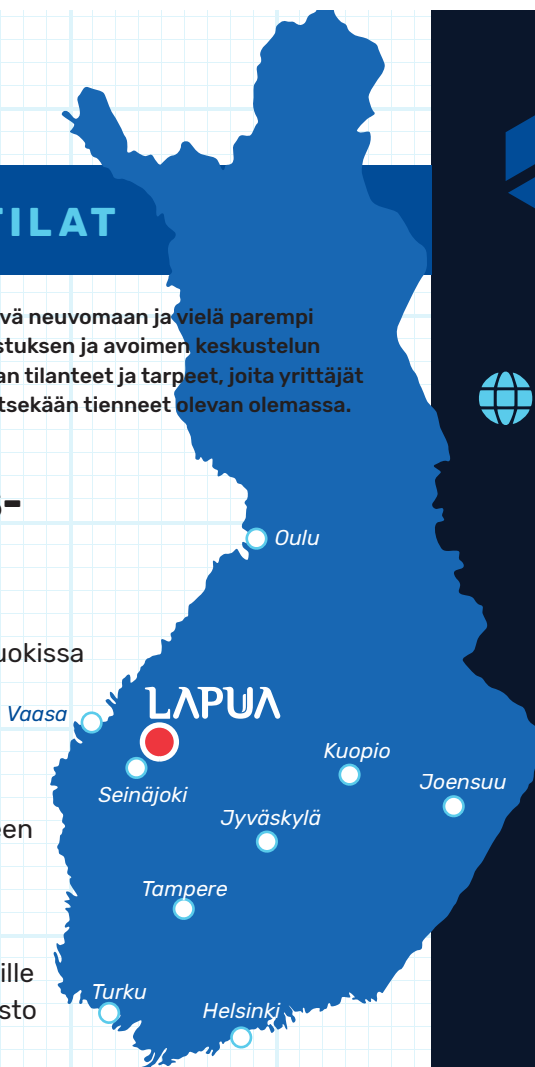 TILAT
vä neuvomaan ja vielä parempi
stuksen ja avoimen keskustelun
an tilanteet ja tarpeet, joita yrittäjät
tsekään tienneet olevan olemassa.
-
Oulu
uokissa
LAPUA
Vaasa
Kuopio
Joensuu
Seinäjoki
Jyväskylä
een
Tampere
ille
Turku
sto
Helsinki